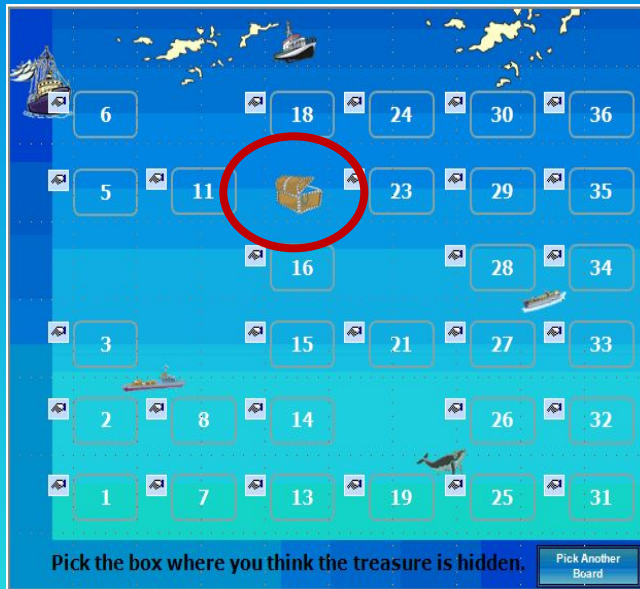 6 18 24 30 36
5 11 23 29 35
16 28 34
3 15 21 27 33
2 8 14 26 32
1 7 13 19 25 31
Pick the box where you think the treasure is hidden.
Pick Another
Board